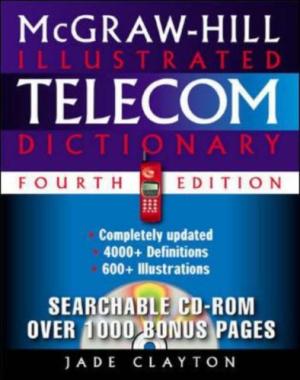 McGRAW-HILL
ILLUSTRATED
TELECOM
DICTIONARY
FOURTH EDITION
• Completely updated
• 4000+ Definitions
• 600+ Illustrations
SEARCHABLE CD-ROM
OVER 1000 BONUS PAGES
JADE CLAYTON